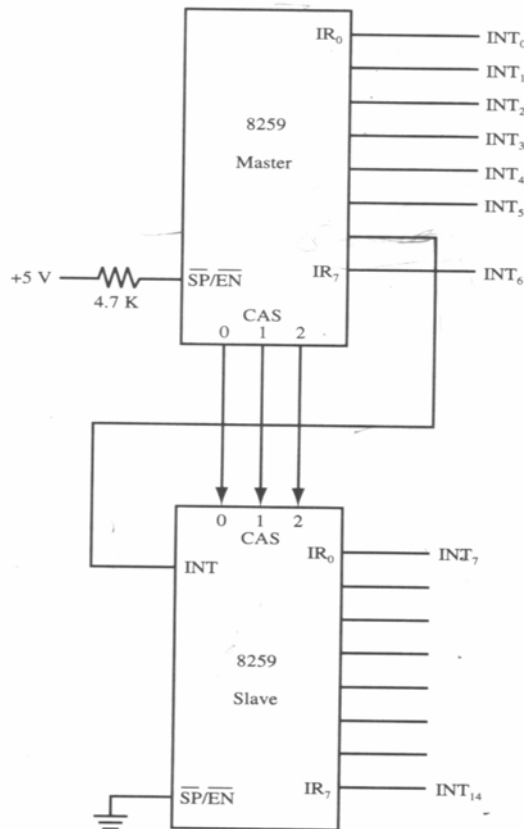 IR₀ INT₀
INT₁
INT₂
8259
INT₃
Master
INT₄
INT₅
+5 V
SP/EN
IR₇
INT₆
4.7 K
CAS
0 1 2
0 1 2
CAS
IR₀
INT₇
INT
8259
Slave
SP/EN
IR₇
INT₁₄